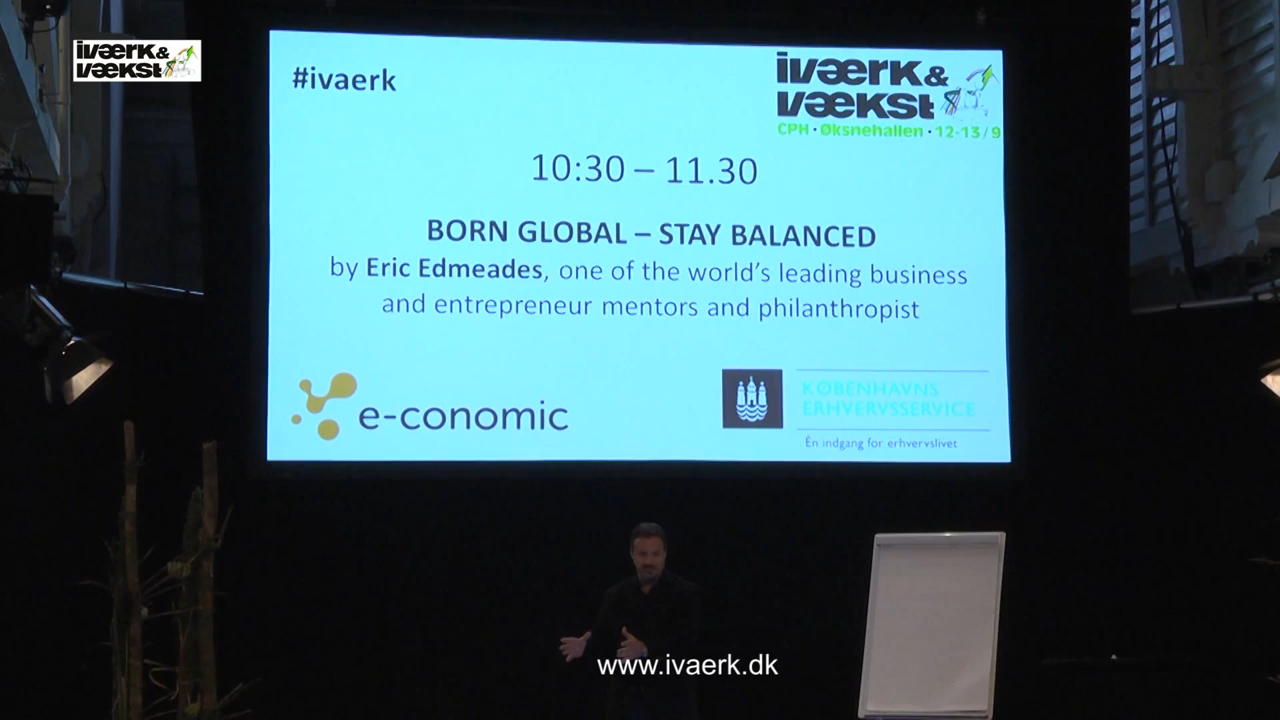 iværk&
vækst
#ivaerk
iværk&
vækst
CPH · Øksnehallen · 12-13/9
10:30 – 11.30
BORN GLOBAL – STAY BALANCED
by Eric Edmeades, one of the world's leading business
and entrepreneur mentors and philanthropist
e-conomic
KØBENHAVNS
ERHVERVSSERVICE
Én indgang for erhvervslivet
www.ivaerk.dk